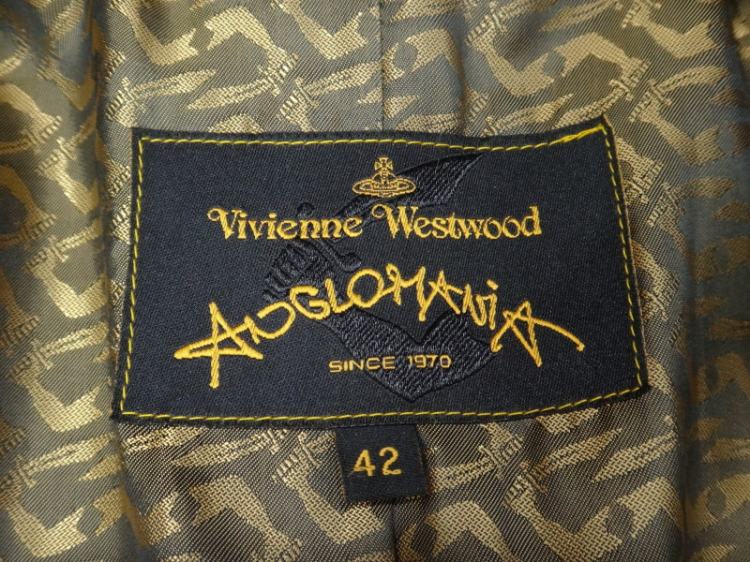 Vivienne Westwood
ANGLOMANiA
SINCE 1970
42